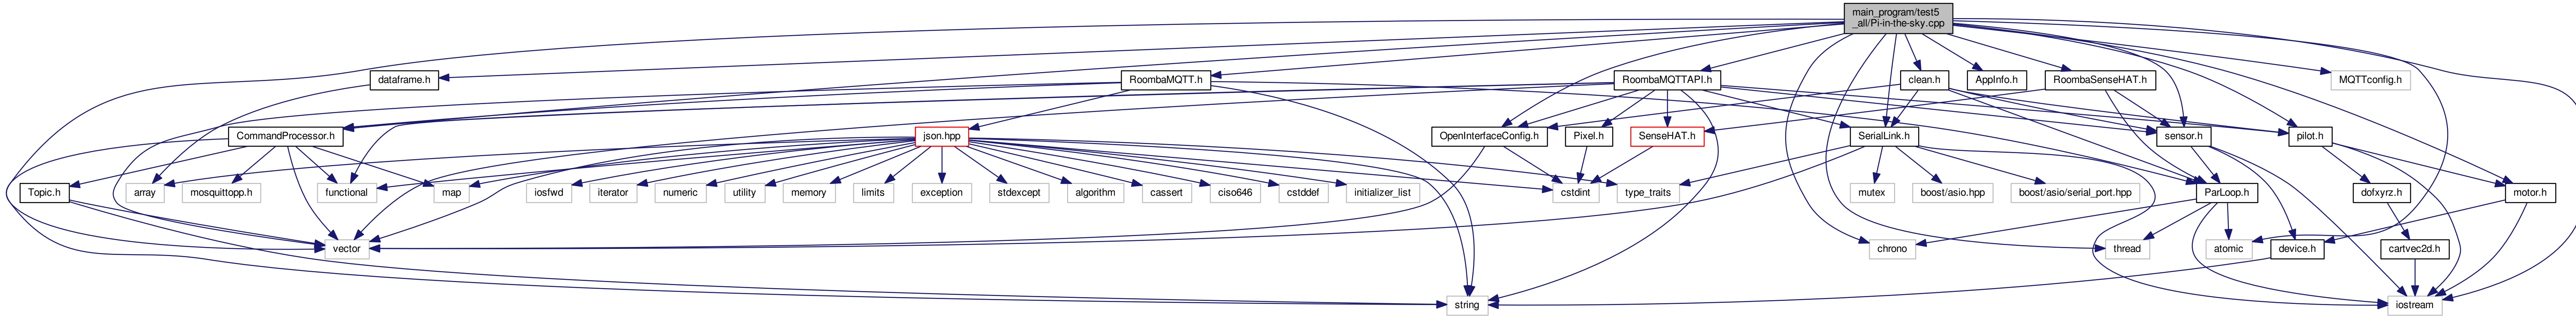 main_program/test5
_all/Pi-in-the-sky.cpp
dataframe.h
RoombaMQTT.h
RoombaMQTTAPI.h
clean.h
AppInfo.h
RoombaSenseHAT.h
MQTTconfig.h
CommandProcessor.h
json.hpp
OpenInterfaceConfig.h
Pixel.h
SenseHAT.h
SerialLink.h
sensor.h
pilot.h
Topic.h
array
mosquittopp.h
functional
map
iosfwd
iterator
numeric
utility
memory
limits
exception
stdexcept
algorithm
cassert
ciso646
cstddef
initializer_list
cstdint
type_traits
mutex
boost/asio.hpp
boost/asio/serial_port.hpp
ParLoop.h
dofxyrz.h
motor.h
vector
chrono
thread
atomic
device.h
cartvec2d.h
string
iostream